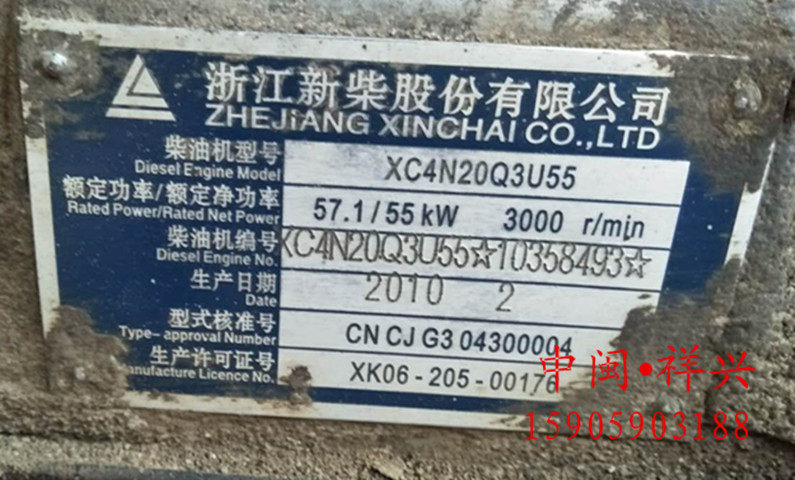 浙江新柴股份有限公司
ZHEJiANG XINCHAI CO.,LTD
柴油机型号 XC4N20Q3U55
Diesel Engine Model
额定功率/额定净功率 57.1/55 kW 3000 r/min
Rated Power/Rated Net Power
柴油机编号 XC4N20Q3U55☆10358493☆
Diesel Engine No.
生产日期 2010 2
Date
型式核准号 CN CJ G3 04300004
Type-approval Number
生产许可证号 XK06-205-00176
Manufacture Licence No.
申闽•祥兴
15905903188